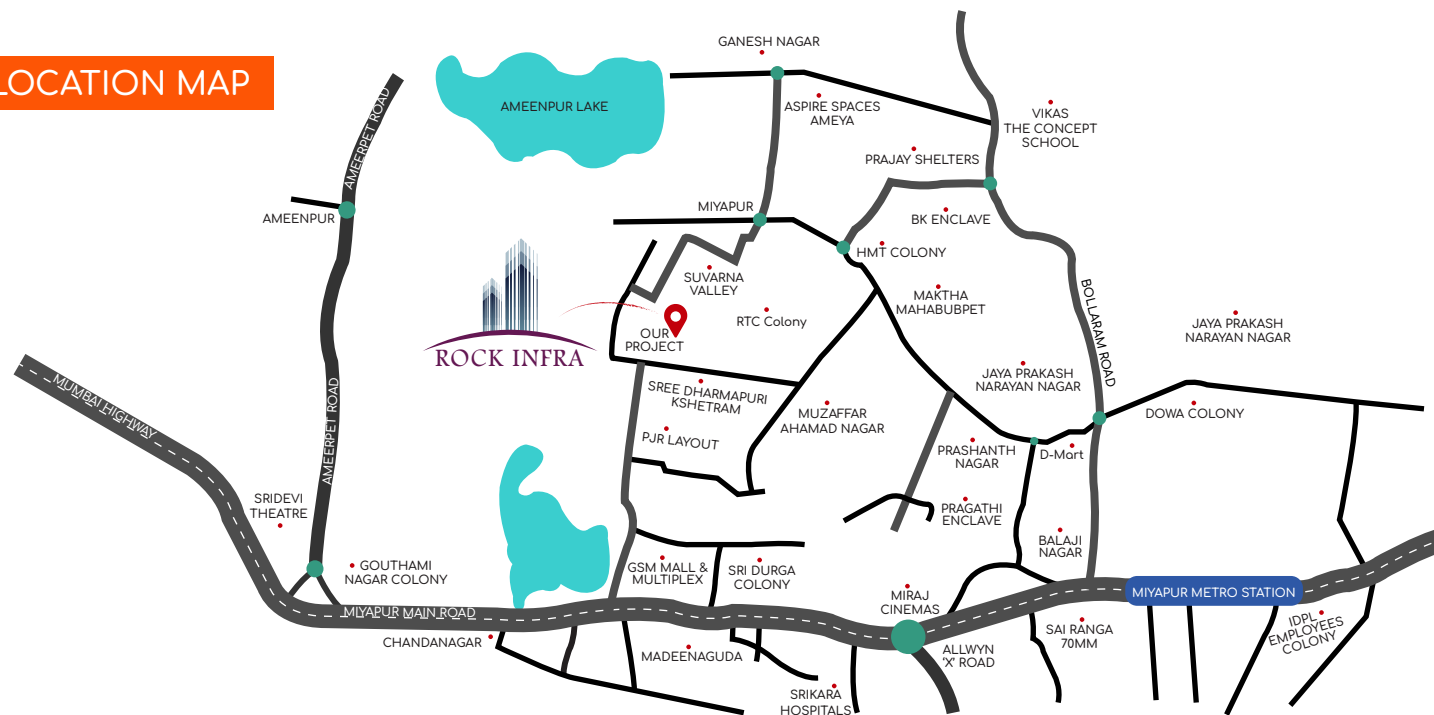 LOCATION MAP
GANESH NAGAR
AMEENPUR LAKE
ASPIRE SPACES
AMEYA
VIKAS
THE CONCEPT
SCHOOL
AMEERPET ROAD
PRAJAY SHELTERS
AMEENPUR
MIYAPUR
BK ENCLAVE
HMT COLONY
SUVARNA
VALLEY
MAKTHA
MAHABUBPET
BOLLARAM ROAD
RTC Colony
JAYA PRAKASH
NARAYAN NAGAR
OUR
PROJECT
ROCK INFRA
JAYA PRAKASH
NARAYAN NAGAR
MUMBAI HIGHWAY
SREE DHARMAPURI
KSHETRAM
MUZAFFAR
AHAMAD NAGAR
DOWA COLONY
AMEERPET ROAD
PJR LAYOUT
PRASHANTH
NAGAR
D-Mart
SRIDEVI
THEATRE
PRAGATHI
ENCLAVE
BALAJI
NAGAR
GOUTHAMI
NAGAR COLONY
GSM MALL &
MULTIPLEX
SRI DURGA
COLONY
MIRAJ
CINEMAS
MIYAPUR METRO STATION
MIYAPUR MAIN ROAD
CHANDANAGAR
MADEENAGUDA
ALLWYN
'X' ROAD
SAI RANGA
70MM
IDPL
EMPLOYEES
COLONY
SRIKARA
HOSPITALS